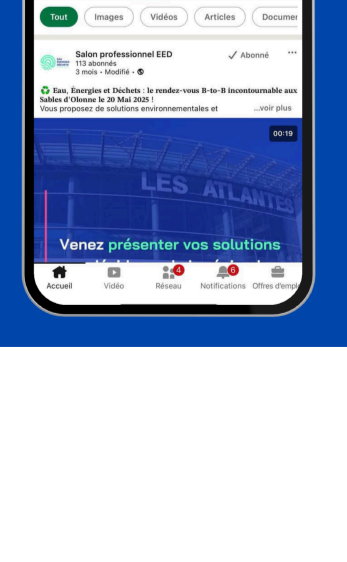 Tout Images Vidéos Articles Documen
Salon professionnel EED
Abonné
113 abonnés
3 mois • Modifié •
Eau, Énergies et Déchets : le rendez-vous B-to-B incontournable aux
Sables d'Olonne le 20 Mai 2025 !
Vous proposez de solutions environnementales et ...voir plus
00:19
LES ATLANTES
Venez présenter vos solutions
4 6
Accueil Vidéo Réseau Notifications Offres d'emplo